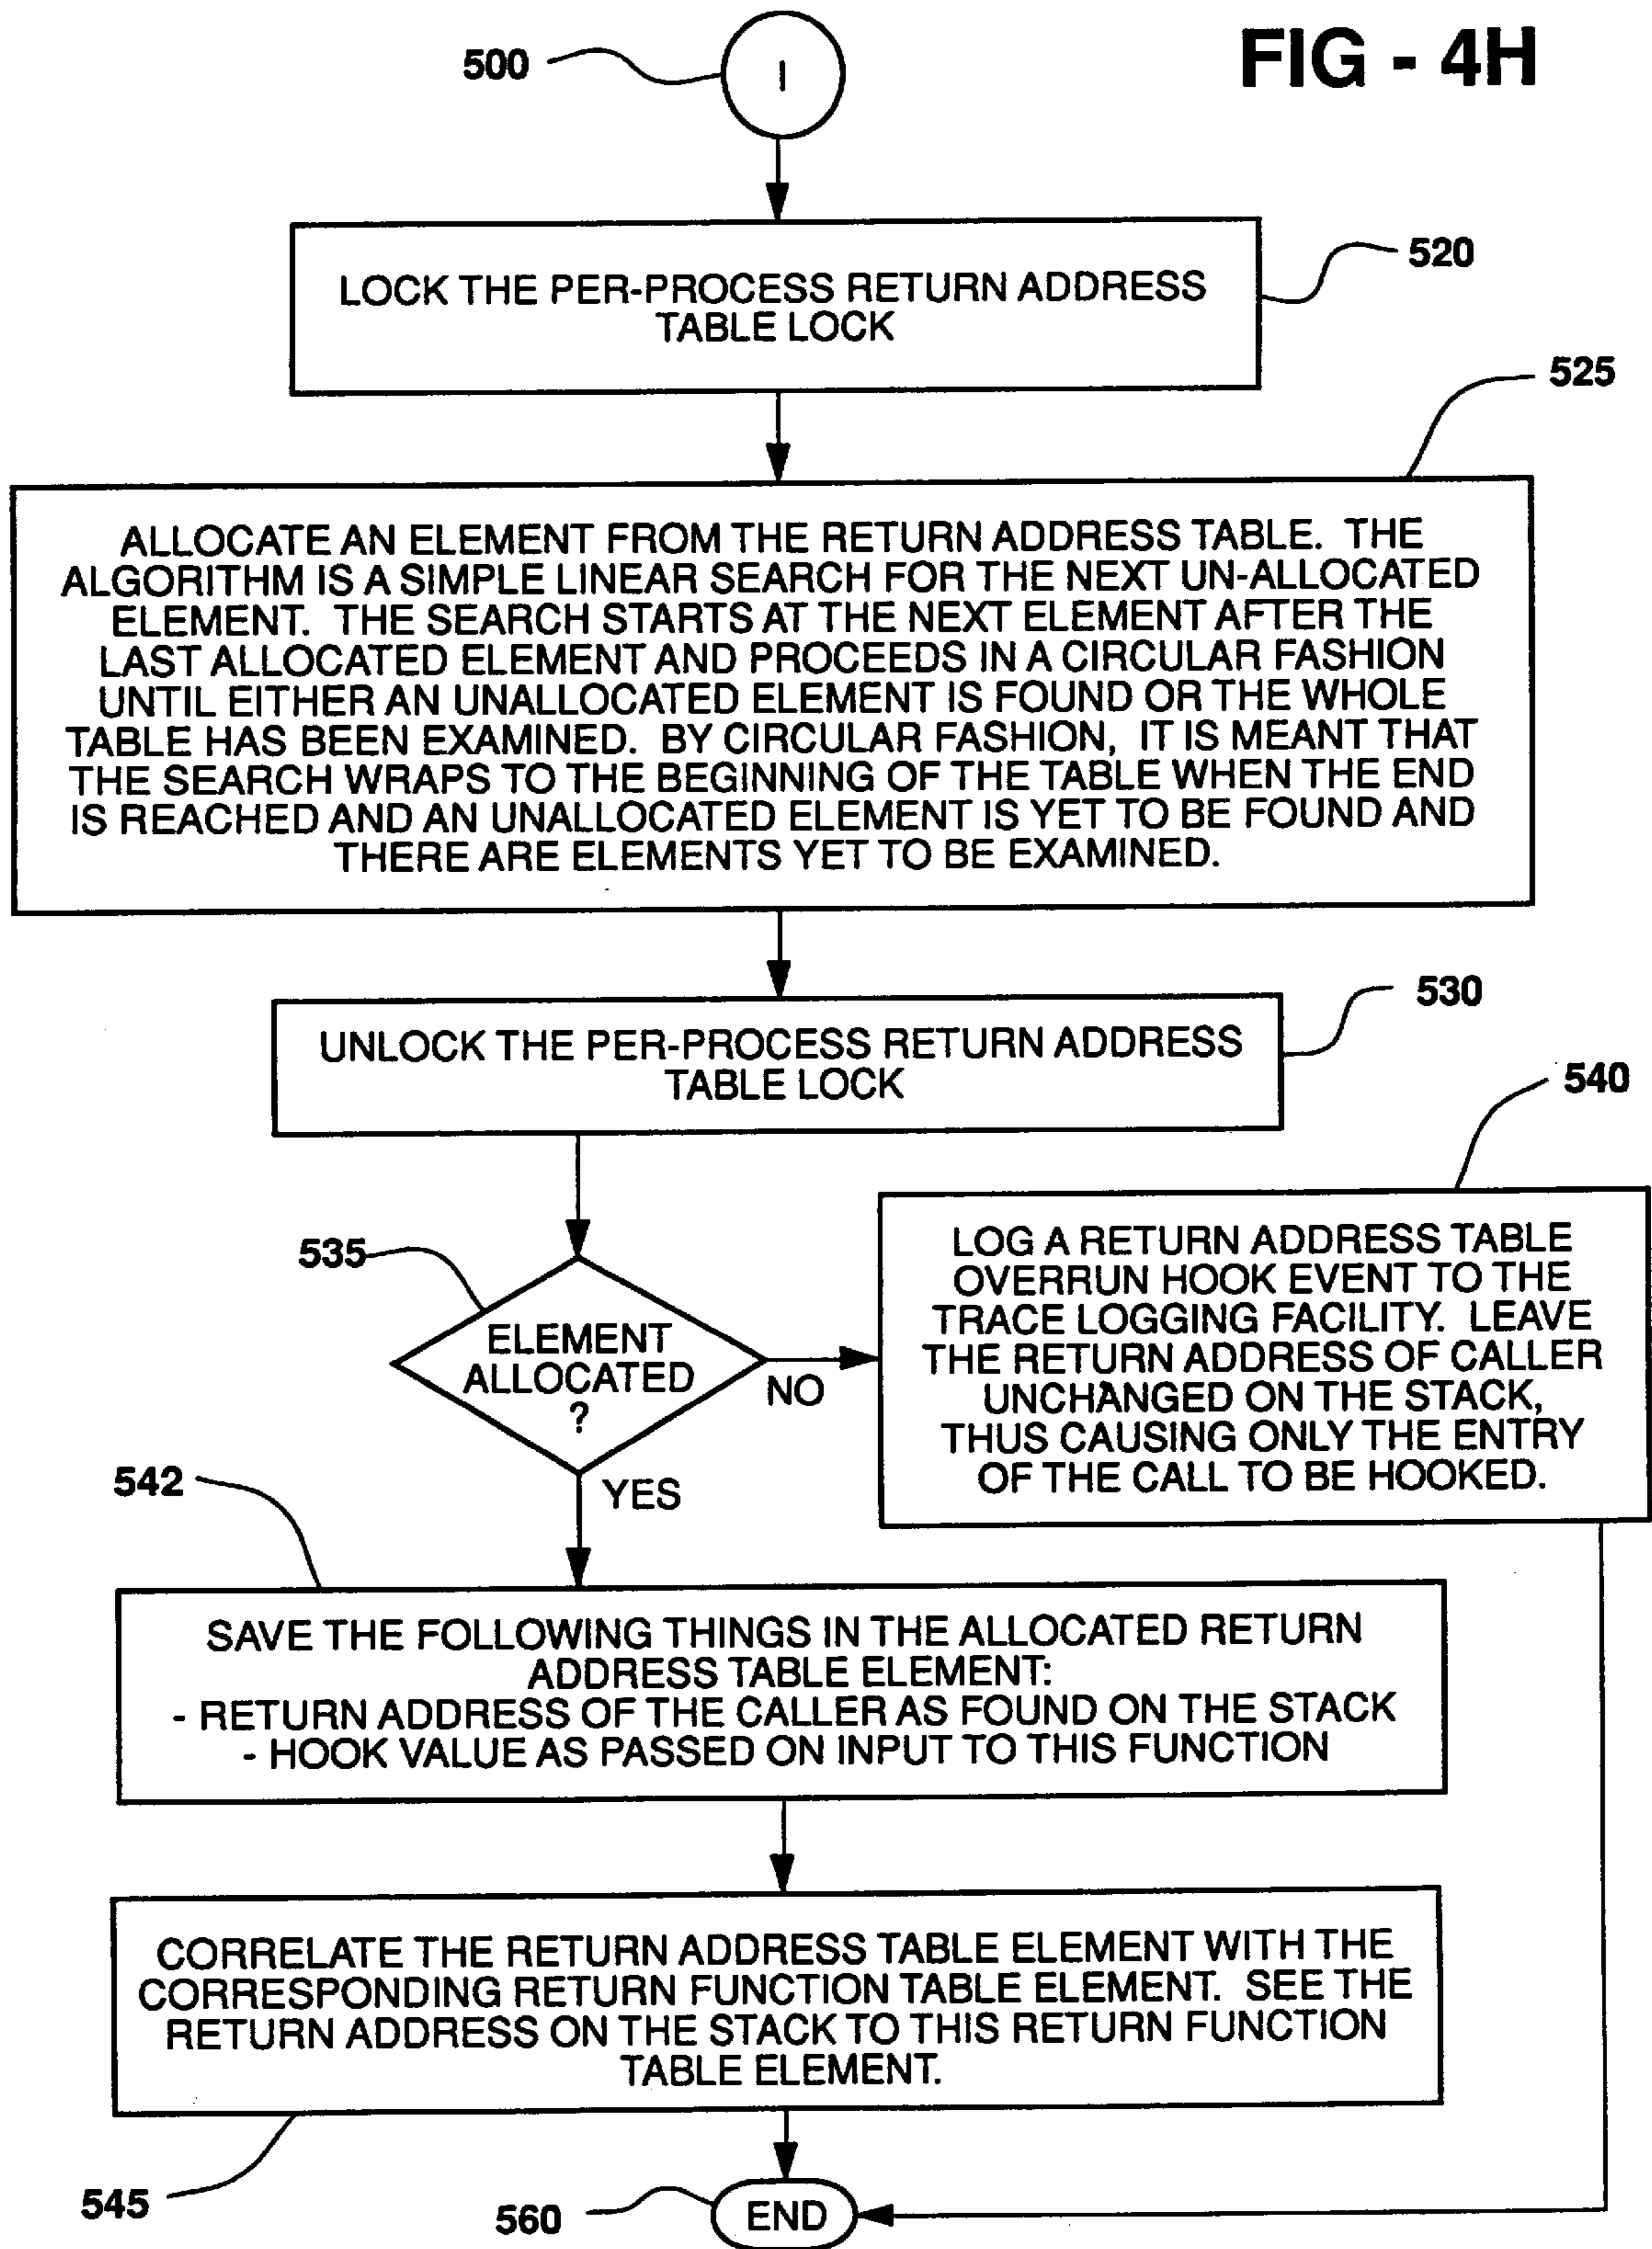 FIG - 4H
500
I
520
LOCK THE PER-PROCESS RETURN ADDRESS
TABLE LOCK
525
ALLOCATE AN ELEMENT FROM THE RETURN ADDRESS TABLE. THE
ALGORITHM IS A SIMPLE LINEAR SEARCH FOR THE NEXT UN-ALLOCATED
ELEMENT. THE SEARCH STARTS AT THE NEXT ELEMENT AFTER THE
LAST ALLOCATED ELEMENT AND PROCEEDS IN A CIRCULAR FASHION
UNTIL EITHER AN UNALLOCATED ELEMENT IS FOUND OR THE WHOLE
TABLE HAS BEEN EXAMINED. BY CIRCULAR FASHION, IT IS MEANT THAT
THE SEARCH WRAPS TO THE BEGINNING OF THE TABLE WHEN THE END
IS REACHED AND AN UNALLOCATED ELEMENT IS YET TO BE FOUND AND
THERE ARE ELEMENTS YET TO BE EXAMINED.
530
UNLOCK THE PER-PROCESS RETURN ADDRESS
TABLE LOCK
540
535
ELEMENT
ALLOCATED
?
NO
YES
LOG A RETURN ADDRESS TABLE
OVERRUN HOOK EVENT TO THE
TRACE LOGGING FACILITY. LEAVE
THE RETURN ADDRESS OF CALLER
UNCHANGED ON THE STACK,
THUS CAUSING ONLY THE ENTRY
OF THE CALL TO BE HOOKED.
542
SAVE THE FOLLOWING THINGS IN THE ALLOCATED RETURN
ADDRESS TABLE ELEMENT:
- RETURN ADDRESS OF THE CALLER AS FOUND ON THE STACK
- HOOK VALUE AS PASSED ON INPUT TO THIS FUNCTION
CORRELATE THE RETURN ADDRESS TABLE ELEMENT WITH THE
CORRESPONDING RETURN FUNCTION TABLE ELEMENT. SEE THE
RETURN ADDRESS ON THE STACK TO THIS RETURN FUNCTION
TABLE ELEMENT.
545
560
END